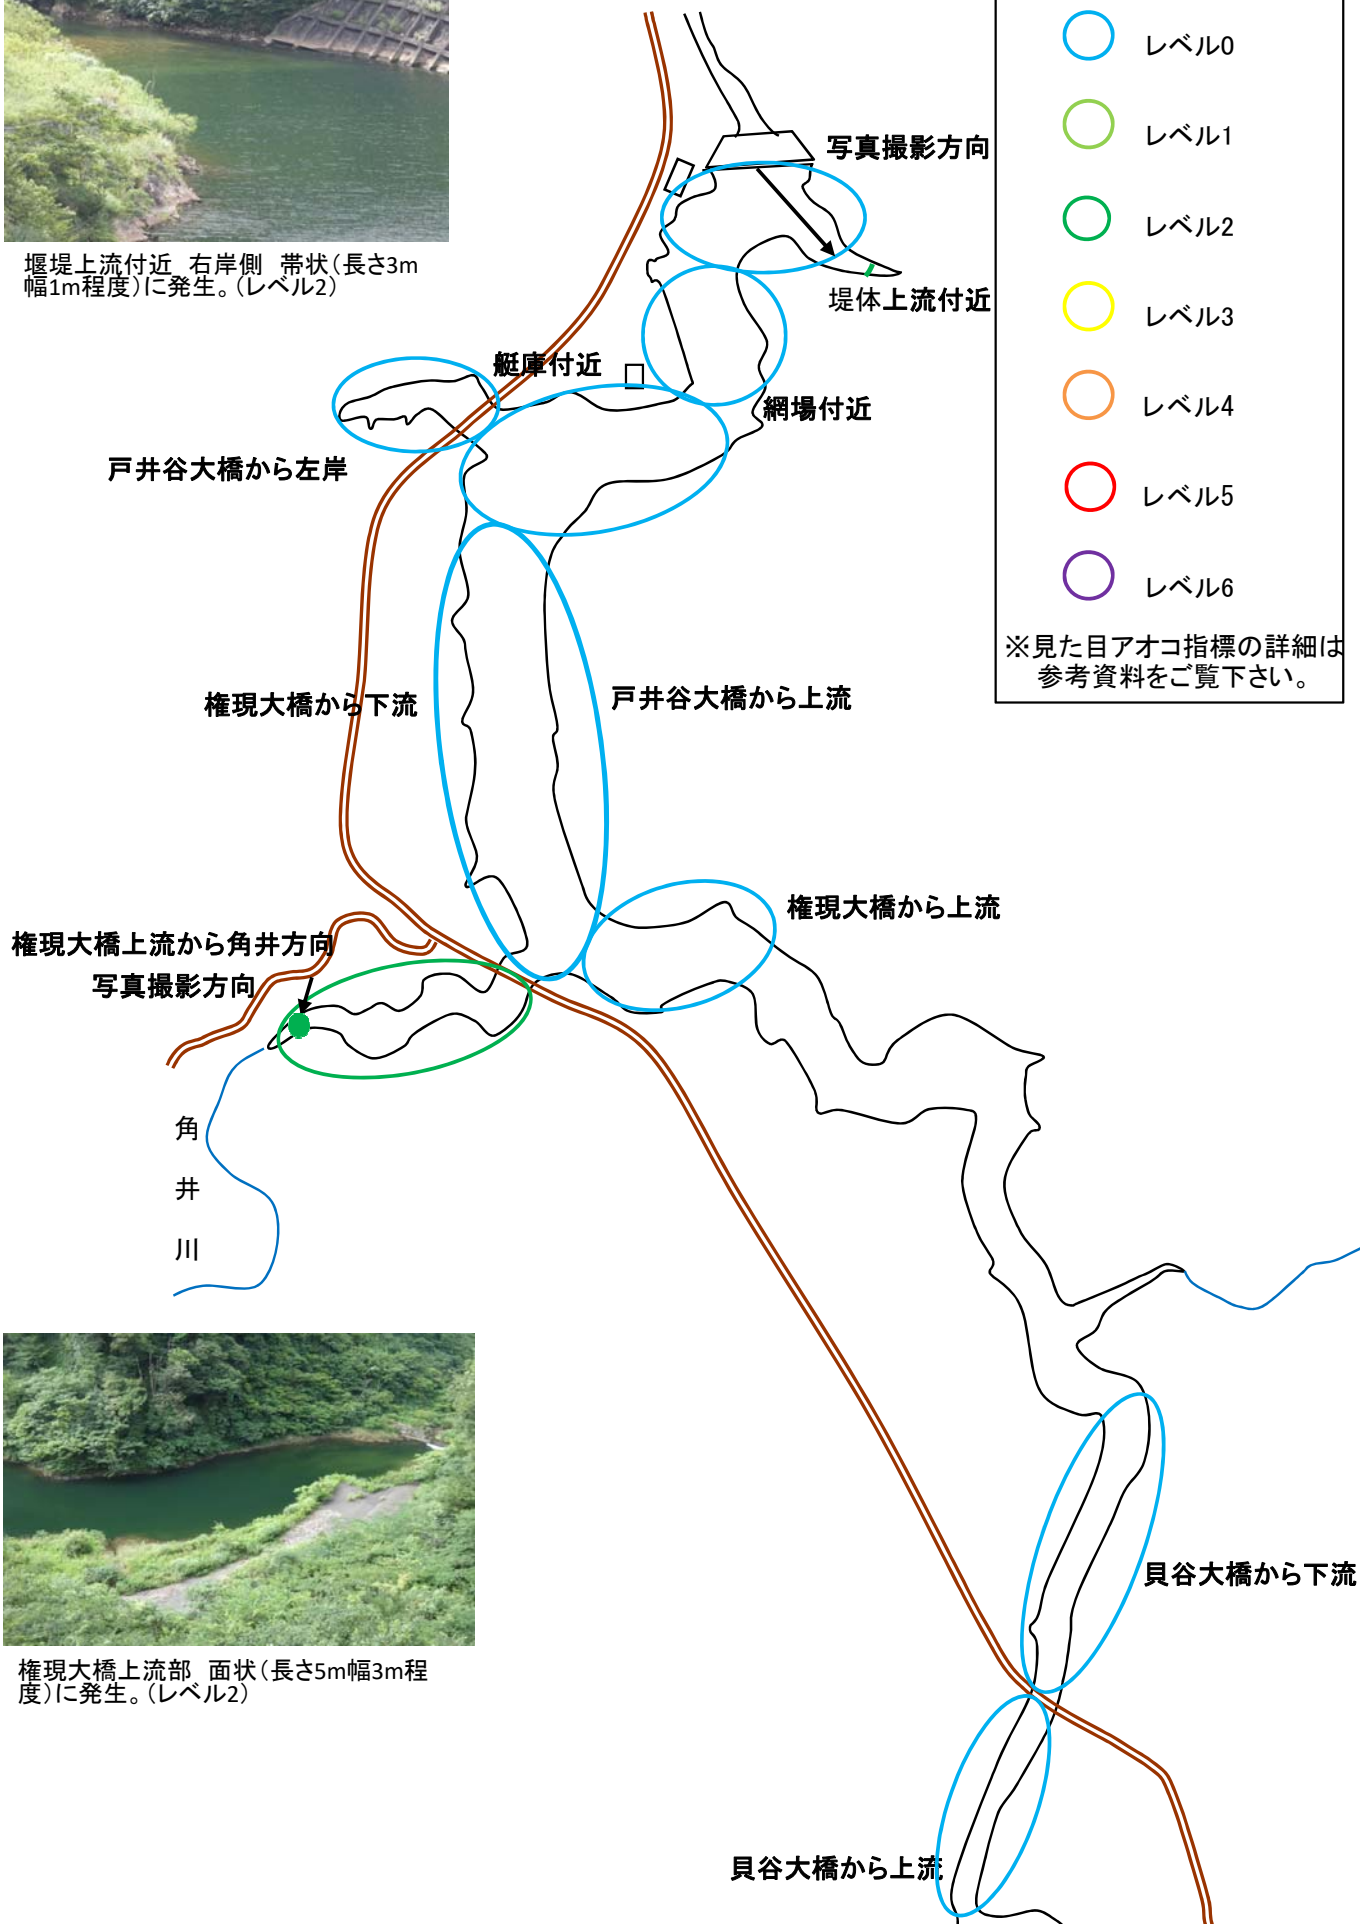 レベル0
レベル1
レベル2
レベル3
レベル4
レベル5
レベル6
※見た目アオコ指標の詳細は
参考資料をご覧下さい。
写真撮影方向
堰堤上流付近 右岸側 帯状(長さ3m
幅1m程度)に発生。(レベル2)
堤体上流付近
艇庫付近
網場付近
戸井谷大橋から左岸
権現大橋から下流
戸井谷大橋から上流
権現大橋から上流
権現大橋上流から角井方向
写真撮影方向
角
井
川
貝谷大橋から下流
権現大橋上流部 面状(長さ5m幅3m程
度)に発生。(レベル2)
貝谷大橋から上流